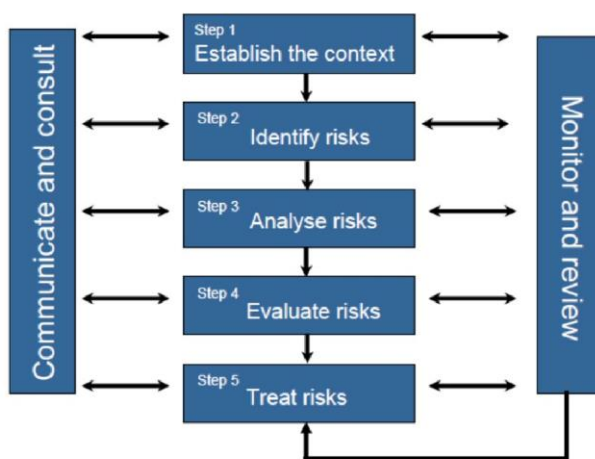 Communicate and consult
Step 1
Establish the context
Step 2
Identify risks
Step 3
Analyse risks
Step 4
Evaluate risks
Step 5
Treat risks
Monitor and review